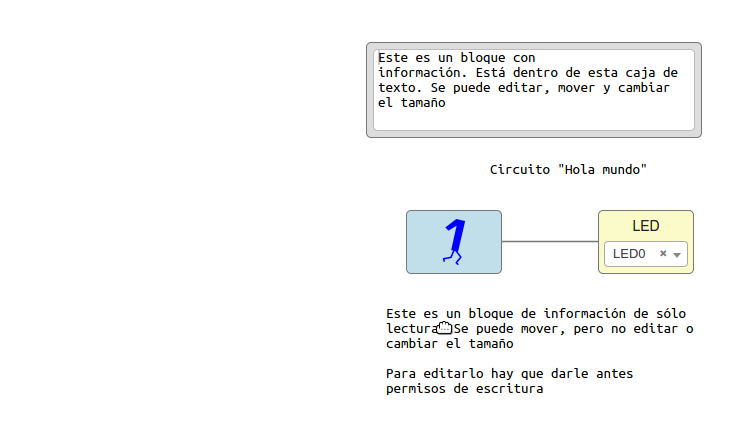 Este es un bloque con
información. Está dentro de esta caja de
texto. Se puede editar, mover y cambiar
el tamaño
Circuito "Hola mundo"
1
LED
LED0 ×
Este es un bloque de información de sólo
lectura. Se puede mover, pero no editar o
cambiar el tamaño
Para editarlo hay que darle antes
permisos de escritura